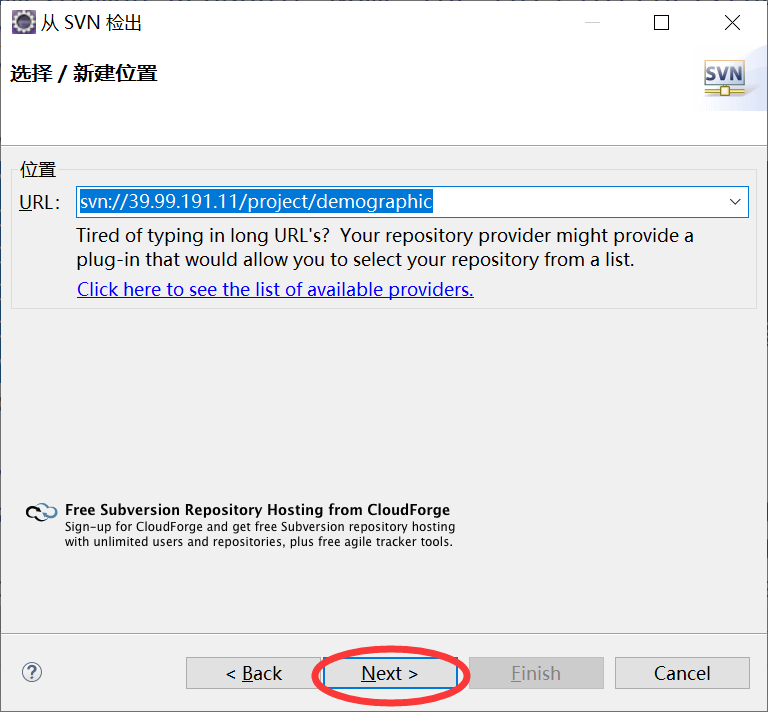 从 SVN 检出
选择 / 新建位置
SVN
位置
URL:
svn://39.99.191.11/project/demographic
Tired of typing in long URL's?  Your repository provider might provide a
plug-in that would allow you to select your repository from a list.
Click here to see the list of available providers.
Free Subversion Repository Hosting from CloudForge
Sign-up for CloudForge and get free Subversion repository hosting
with unlimited users and repositories, plus free agile tracker tools.
?
< Back
Next >
Finish
Cancel